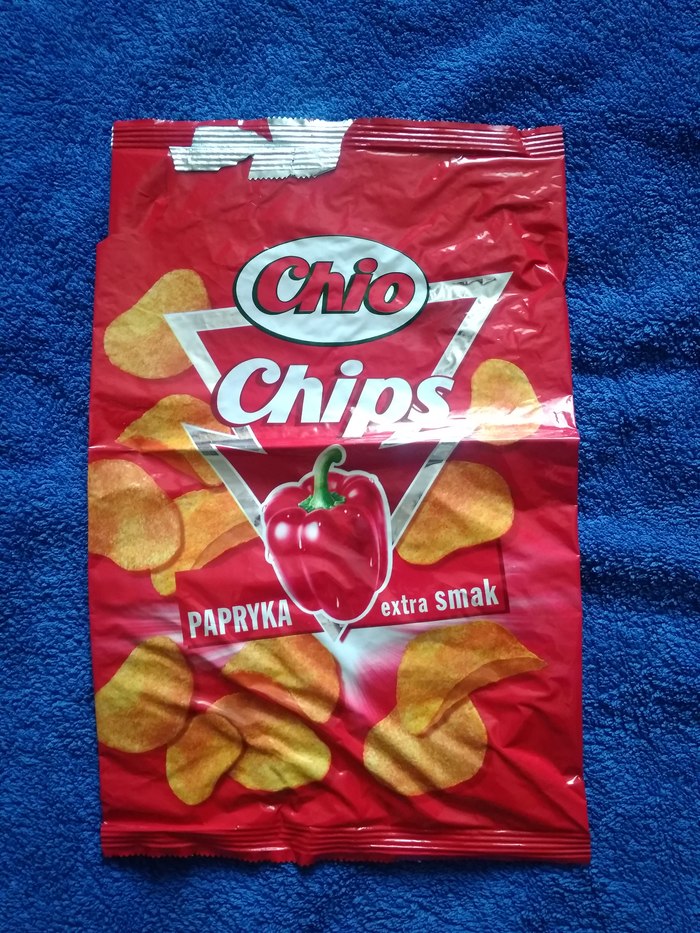 Chio
Chips
PAPRYKA
extra smak